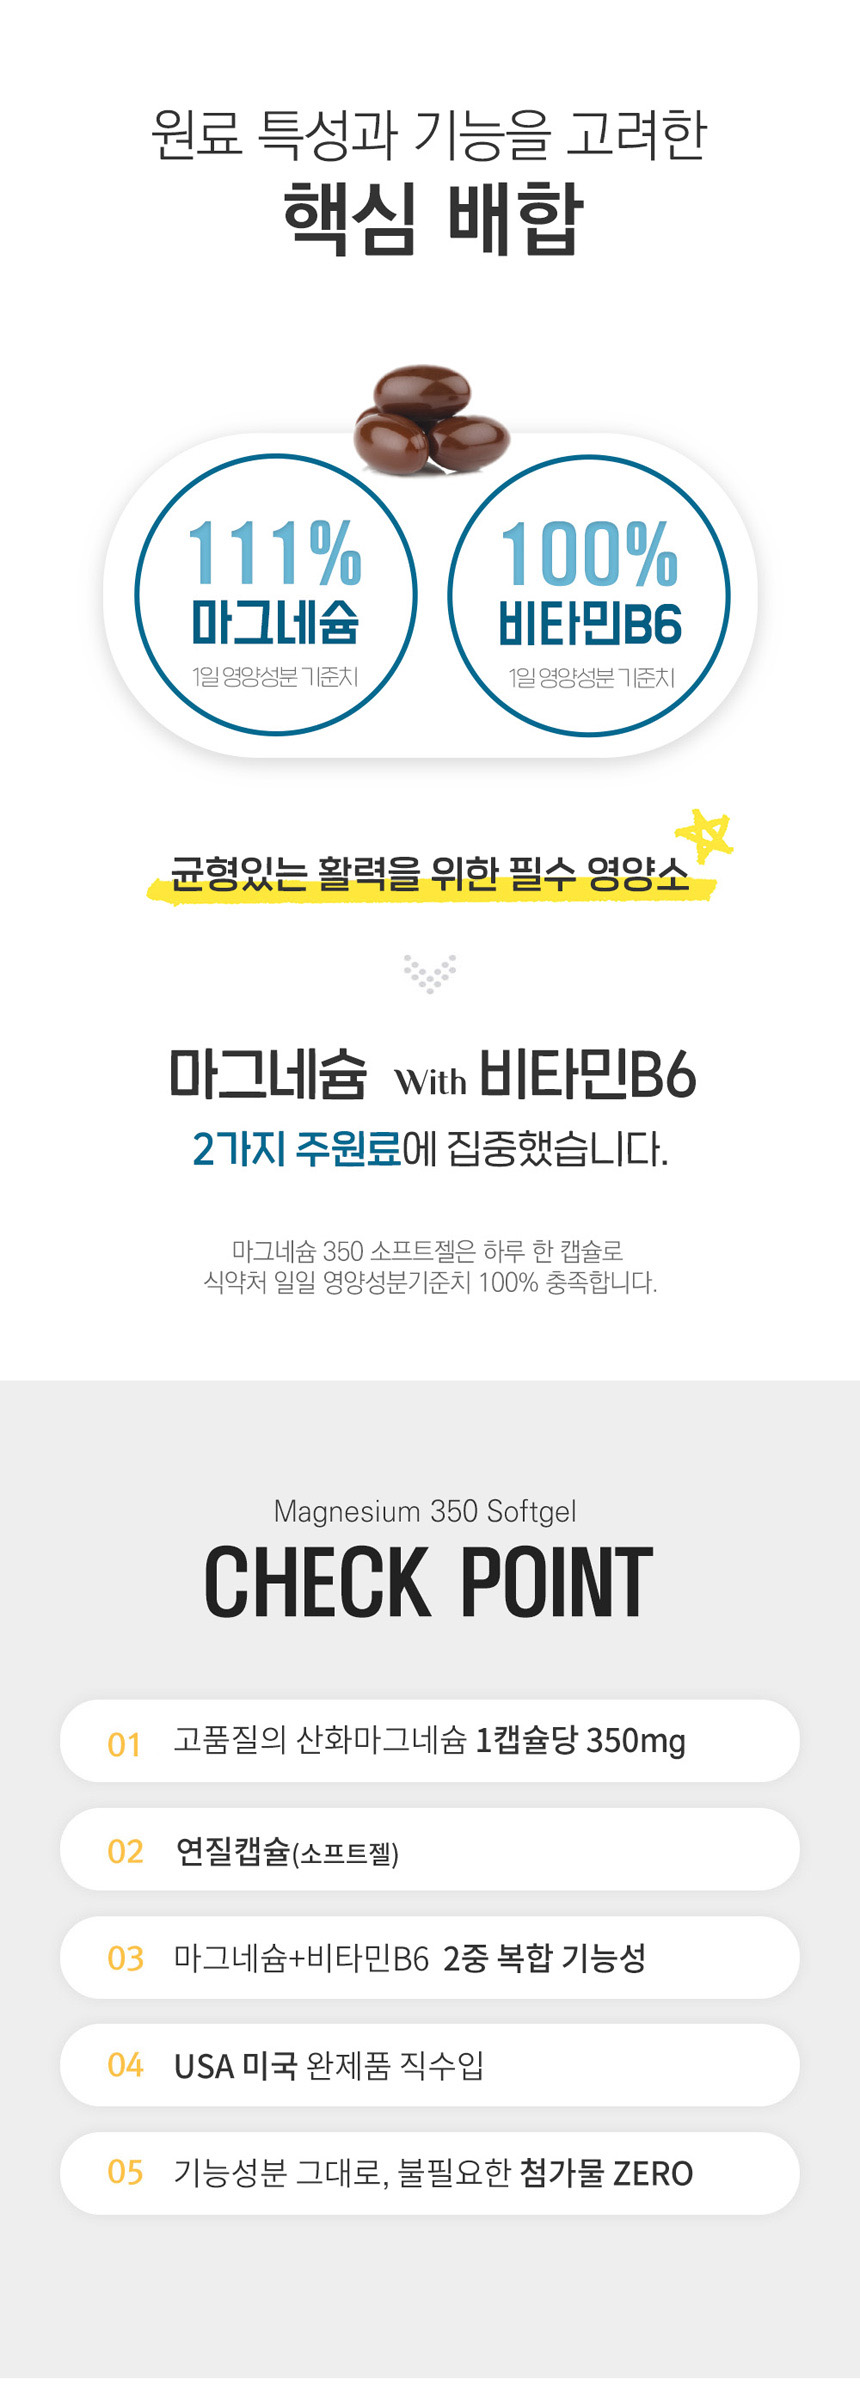 원료 특성과 기능을 고려한
핵심 배합
111%
마그네슘
1일 영양성분 기준치
100%
비타민B6
1일 영양성분 기준치
균형있는 활력을 위한 필수 영양소
마그네슘 With 비타민B6
2가지 주원료에 집중했습니다.
마그네슘 350 소프트젤은 하루 한 캡슐로
식약처 일일 영양성분기준치 100% 충족합니다.
Magnesium 350 Softgel
CHECK POINT
01 고품질의 산화마그네슘 1캡슐당 350mg
02 연질캡슐(소프트젤)
03 마그네슘+비타민B6 2중 복합 기능성
04 USA 미국 완제품 직수입
05 기능성분 그대로, 불필요한 첨가물 ZERO